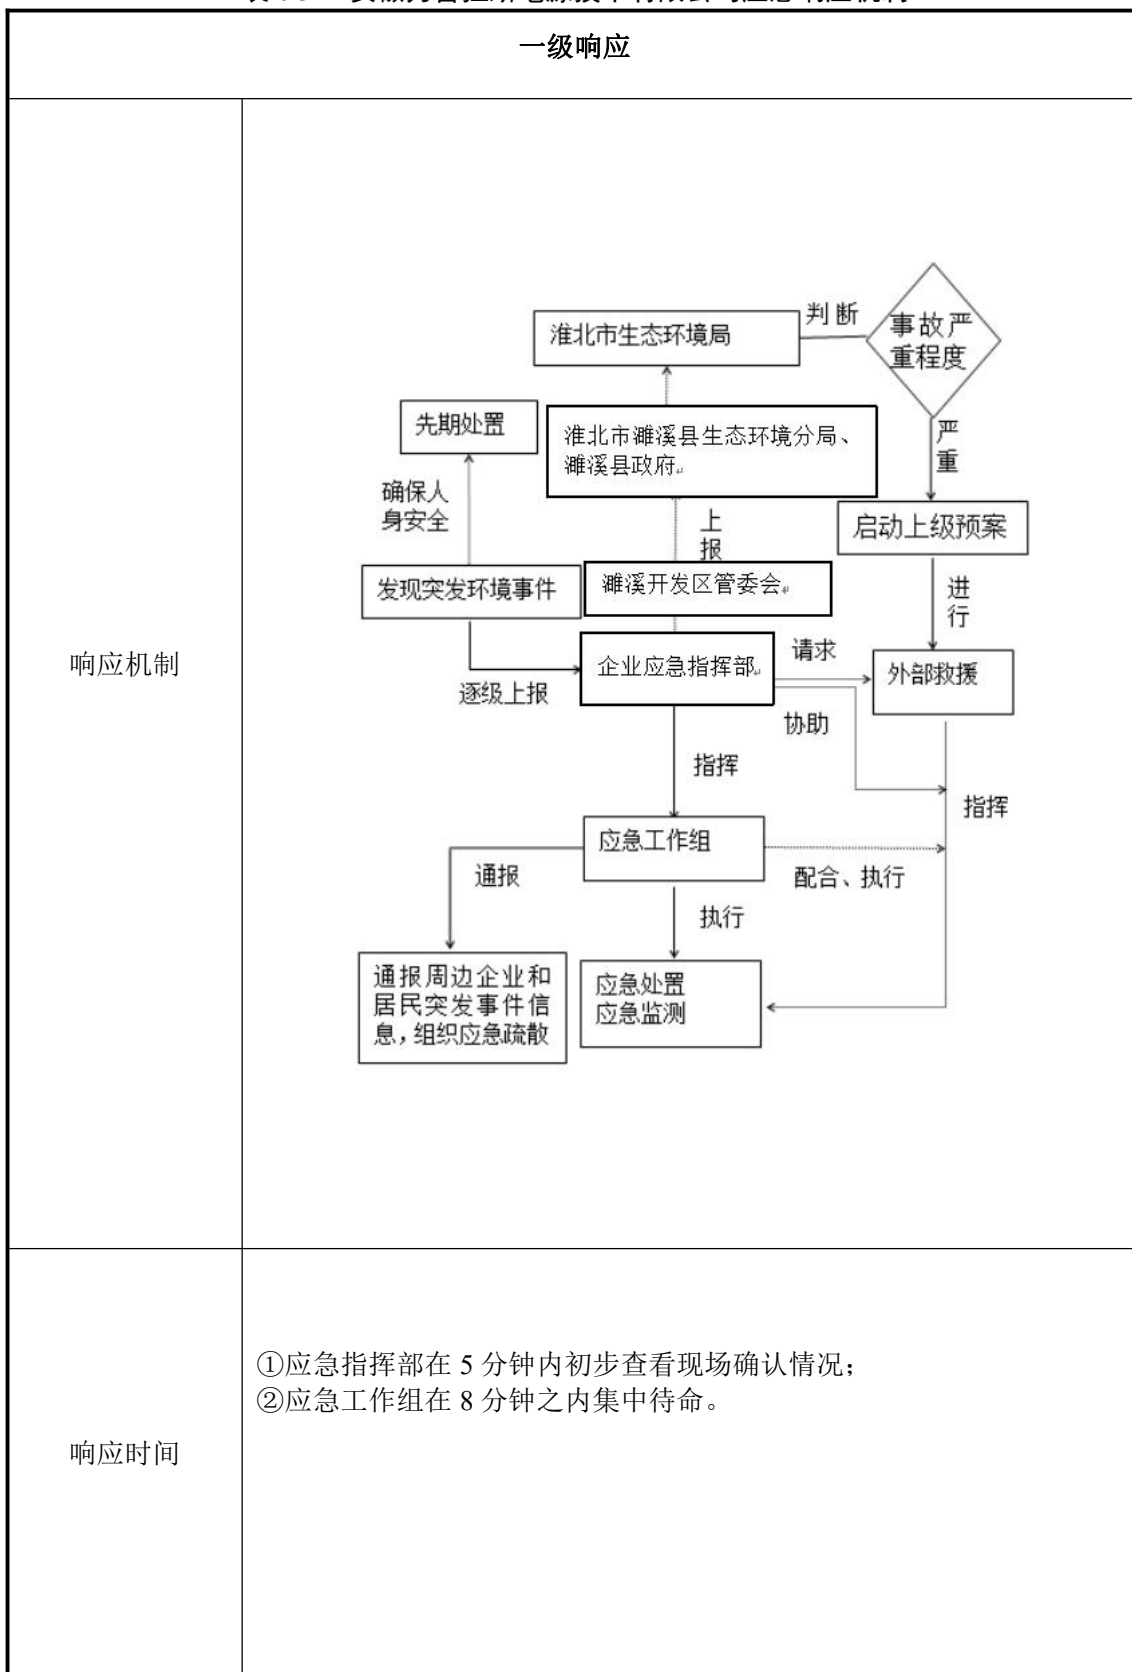 一级响应
响应机制
淮北市生态环境局
判断
事故严
重程度
先期处置
淮北市濉溪县生态环境分局、
濉溪县政府
严
重
确保人
身安全
上
报
启动上级预案
发现突发环境事件
濉溪开发区管委会
进
行
企业应急指挥部
请求
外部救援
逐级上报
协助
指挥
指挥
应急工作组
通报
配合、执行
执行
通报周边企业和
居民突发事件信
息，组织应急疏散
应急处置
应急监测
响应时间
①应急指挥部在 5 分钟内初步查看现场确认情况；
②应急工作组在 8 分钟之内集中待命。